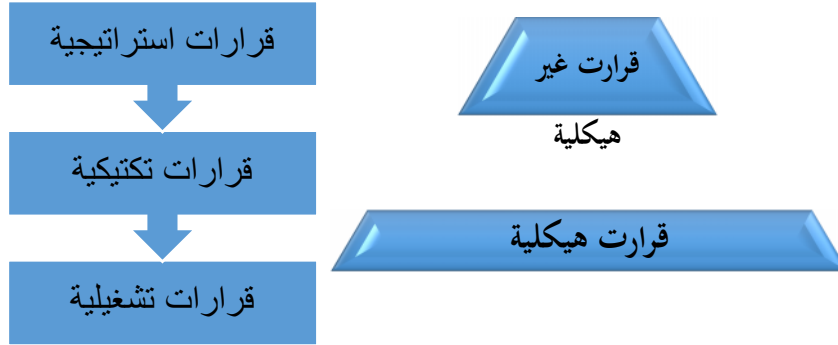 قرارات استراتيجية
قرارات تكتيكية
قرارات تشغيلية
قرارت غير
هيكلية
قرارت هيكلية